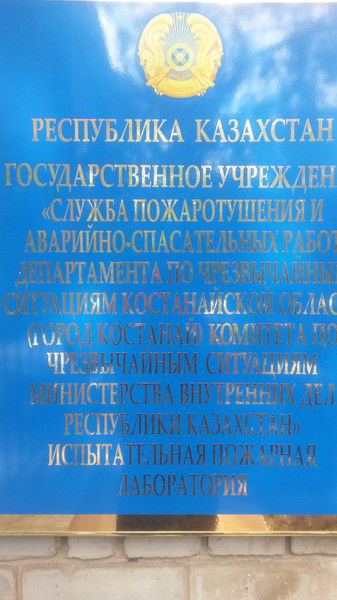 РЕСПУБЛИКА КАЗАХСТАН
ГОСУДАРСТВЕННОЕ УЧРЕЖДЕН
«СЛУЖБА ПОЖАРОТУШЕНИЯ И
АВАРИЙНО-СПАСАТЕЛЬНЫХ РАБОТ
ДЕПАРТАМЕНТА ПО ЧРЕЗВЫЧАЙНЫМ
СИТУАЦИЯМ КОСТАНАЙСКОЙ ОБЛАС
(ГОРОД КОСТАНАЙ) КОМИТЕТА ПО
ЧРЕЗВЫЧАЙНЫМ СИТУАЦИЯМ
МИНИСТЕРСТВА ВНУТРЕННИХ ДЕЛ
РЕСПУБЛИКИ КАЗАХСТАН»
ИСПЫТАТЕЛЬНАЯ ПОЖАРНАЯ
ЛАБОРАТОРИЯ